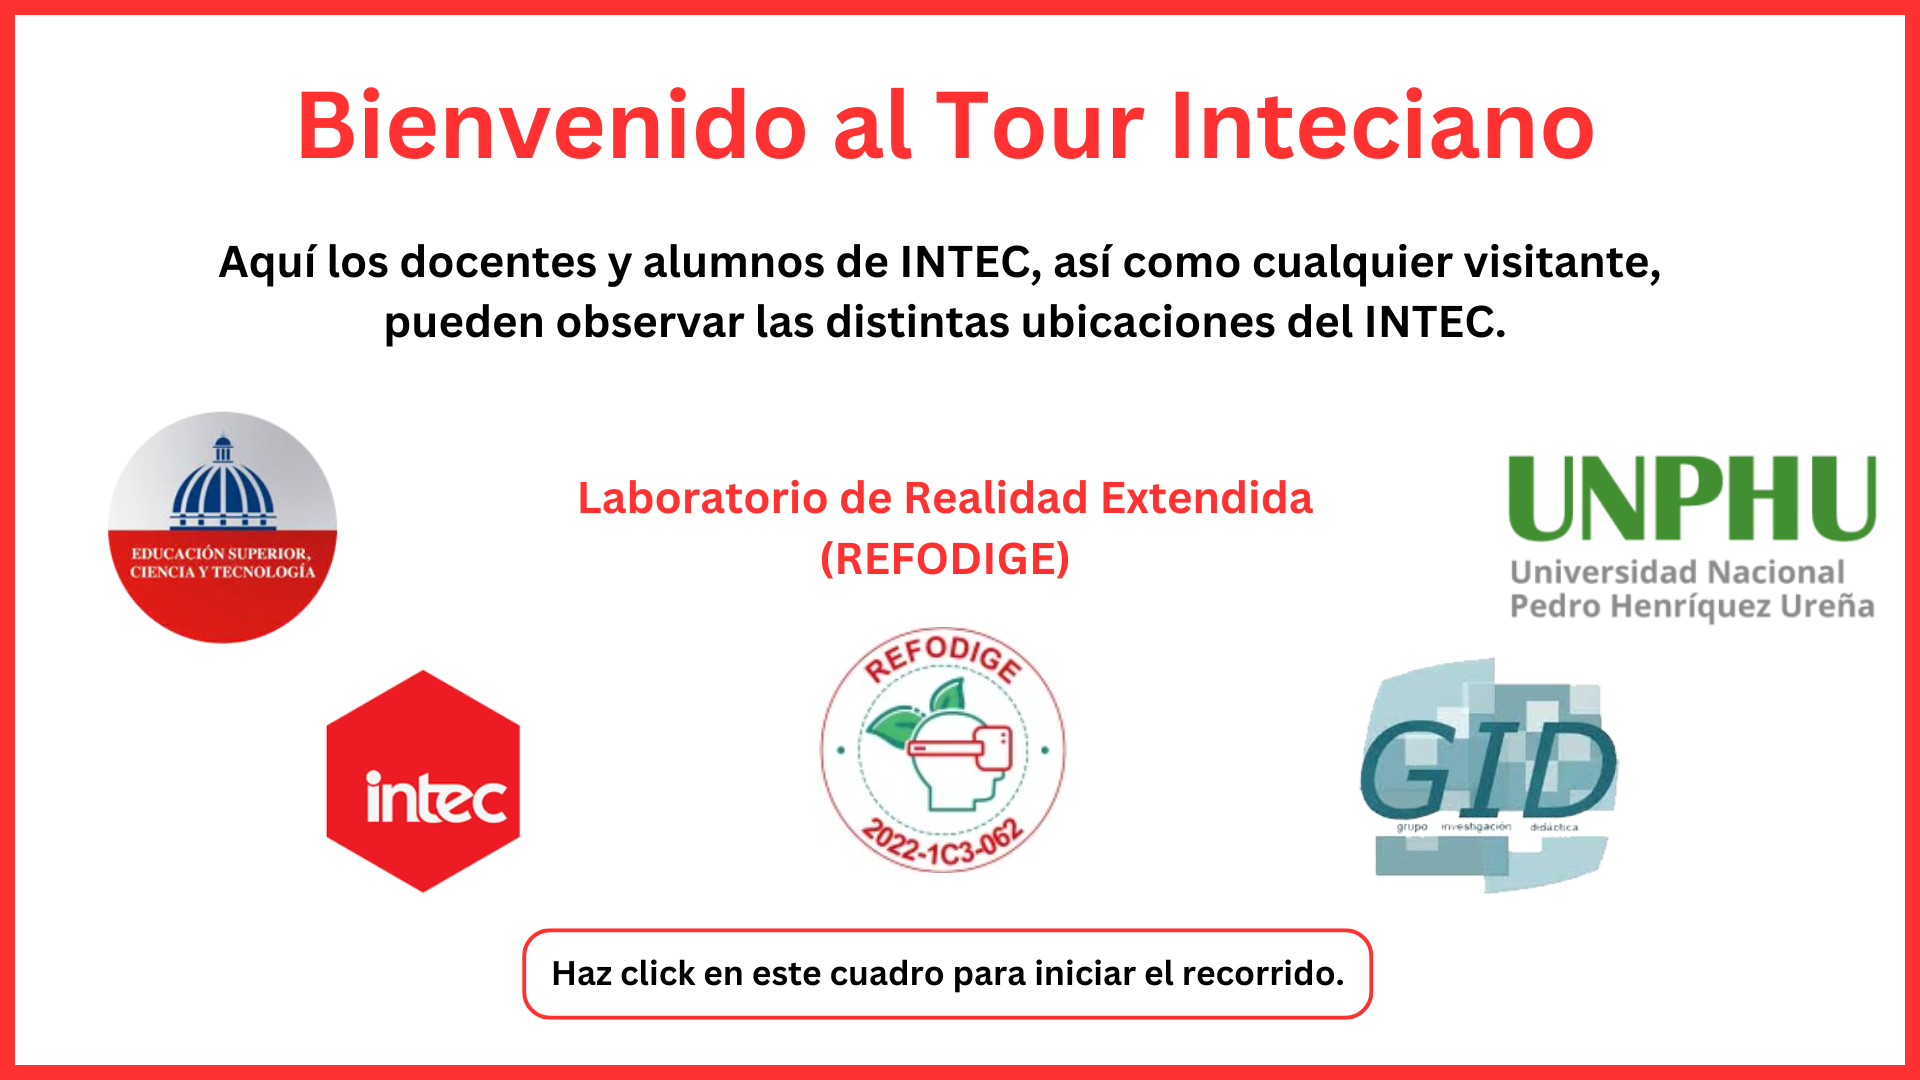 Bienvenido al Tour Inteciano
Aquí los docentes y alumnos de INTEC, así como cualquier visitante,
pueden observar las distintas ubicaciones del INTEC.
EDUCACIÓN SUPERIOR,
CIENCIA Y TECNOLOGÍA
Laboratorio de Realidad Extendida
(REFODIGE)
UNPHU
Universidad Nacional
Pedro Henríquez Ureña
intec
REFODIGE
2022-1C3-062
GID
grupo investigación didáctica
Haz click en este cuadro para iniciar el recorrido.